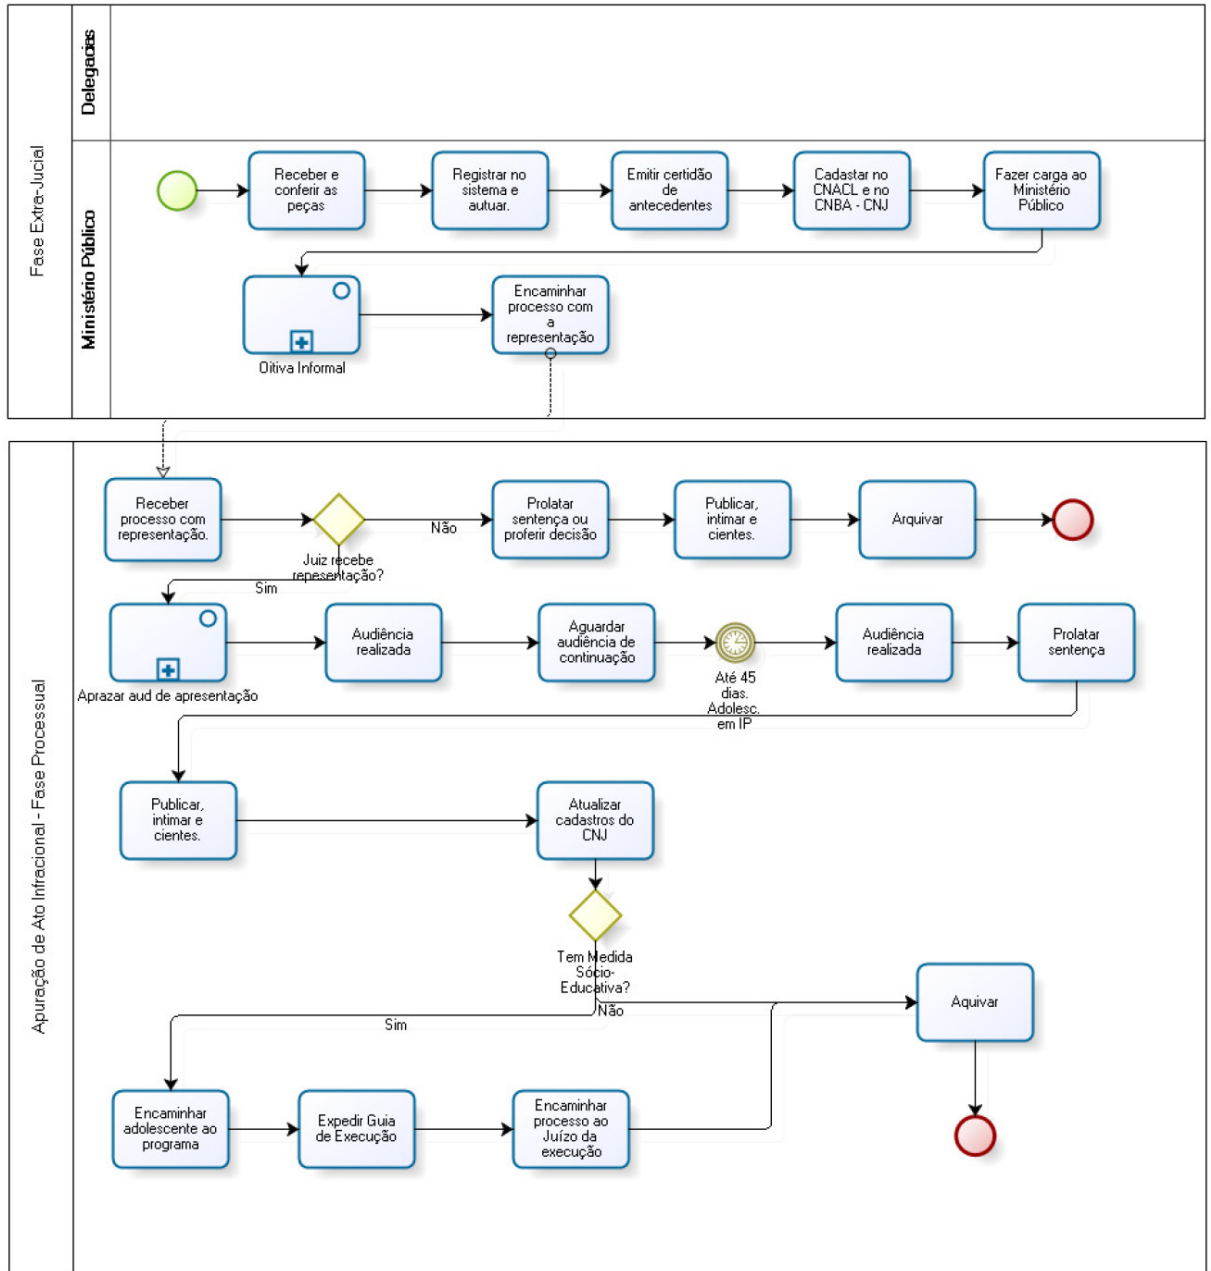 Fase Extra-Jucial
Delegacias
Ministério Público
Receber e
conferir as
peças
Registrar no
sistema e
autuar.
Emitir certidão
de
antecedentes
Cadastar no
CNACL e no
CNBA - CNJ
Fazer carga ao
Ministério
Público
Oitiva Informal
Encaminhar
processo com
a
representação
Apuração de Ato Infracional - Fase Processual
Receber
processo com
representação.
Juiz recebe
repesentação?
Não
Prolatar
sentença ou
proferir decisão
Publicar,
intimar e
cientes.
Arquivar
Sim
Aprazar aud de apresentação
Audiência
realizada
Aguardar
audiência de
continuação
Até 45
dias.
Adolesc.
em IP
Audiência
realizada
Prolatar
sentença
Publicar,
intimar e
cientes.
Atualizar
cadastros do
CNJ
Tem Medida
Sócio-
Educativa?
Não
Sim
Aquivar
Encaminhar
adolescente ao
programa
Expedir Guia
de Execução
Encaminhar
processo ao
Juízo da
execução